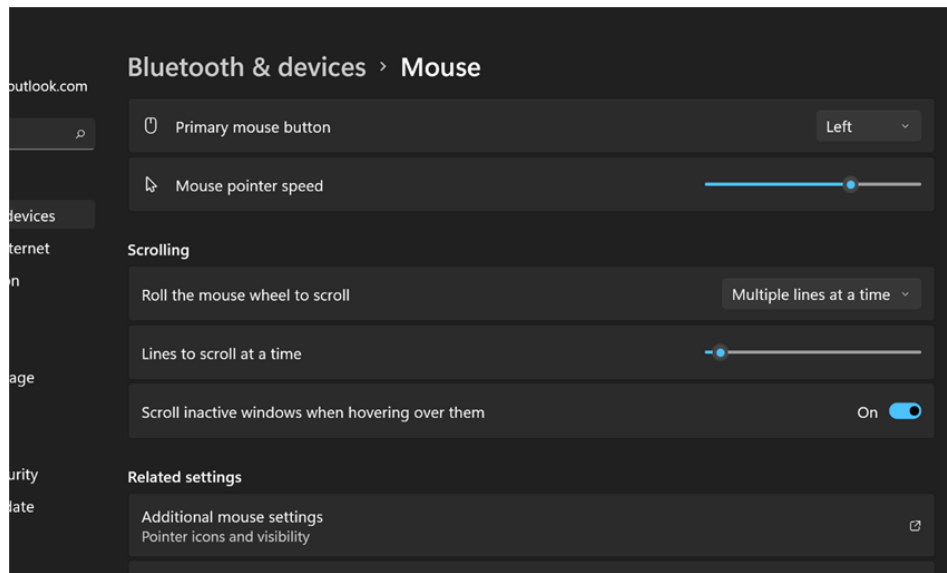 Bluetooth & devices > Mouse
outlook.com
Primary mouse button
Left
Mouse pointer speed
devices
ternet
Scrolling
on
Roll the mouse wheel to scroll
Multiple lines at a time
Lines to scroll at a time
age
Scroll inactive windows when hovering over them
On
urity
Related settings
date
Additional mouse settings
Pointer icons and visibility